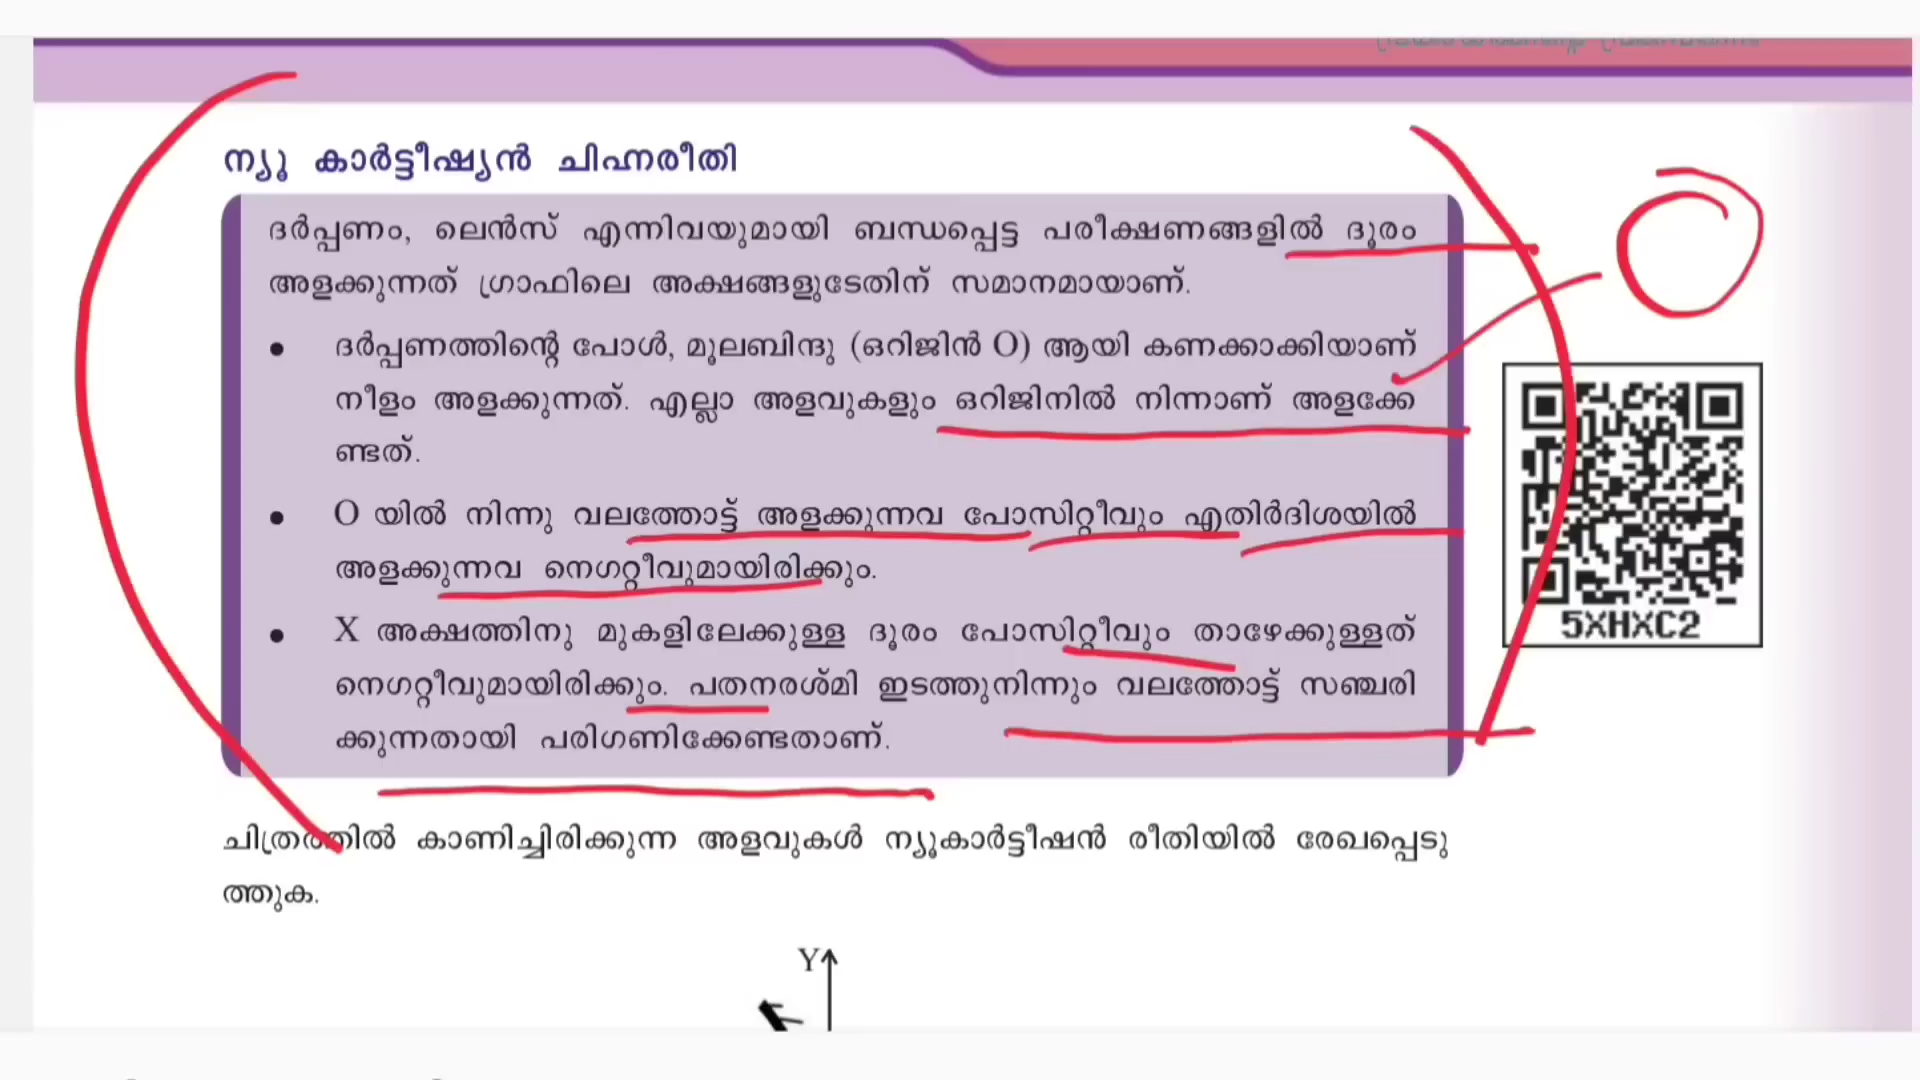 ന്യൂ കാർട്ടീഷ്യൻ ചിഹ്നരീതി
ദർപ്പണം, ലെൻസ് എന്നിവയുമായി ബന്ധപ്പെട്ട പരീക്ഷണങ്ങളിൽ ദൂരം
അളക്കുന്നത് ഗ്രാഫിലെ അക്ഷങ്ങളുടേതിന് സമാനമായാണ്.
• ദർപ്പണത്തിന്റെ പോൾ, മൂലബിന്ദു (ഒറിജിൻ O) ആയി കണക്കാക്കിയാണ്
നീളം അളക്കുന്നത്. എല്ലാ അളവുകളും ഒറിജിനിൽ നിന്നാണ് അളക്കേ
ണ്ടത്.
• O യിൽ നിന്നു വലത്തോട്ട് അളക്കുന്നവ പോസിറ്റീവും എതിർദിശയിൽ
അളക്കുന്നവ നെഗറ്റീവുമായിരിക്കും.
• X അക്ഷത്തിനു മുകളിലേക്കുള്ള ദൂരം പോസിറ്റീവും താഴേക്കുള്ളത്
നെഗറ്റീവുമായിരിക്കും. പതനരശ്മി ഇടത്തുനിന്നും വലത്തോട്ട് സഞ്ചരി
ക്കുന്നതായി പരിഗണിക്കേണ്ടതാണ്.
5XHXC2
ചിത്രത്തിൽ കാണിച്ചിരിക്കുന്ന അളവുകൾ ന്യൂകാർട്ടീഷൻ രീതിയിൽ രേഖപ്പെടു
ത്തുക.
Y